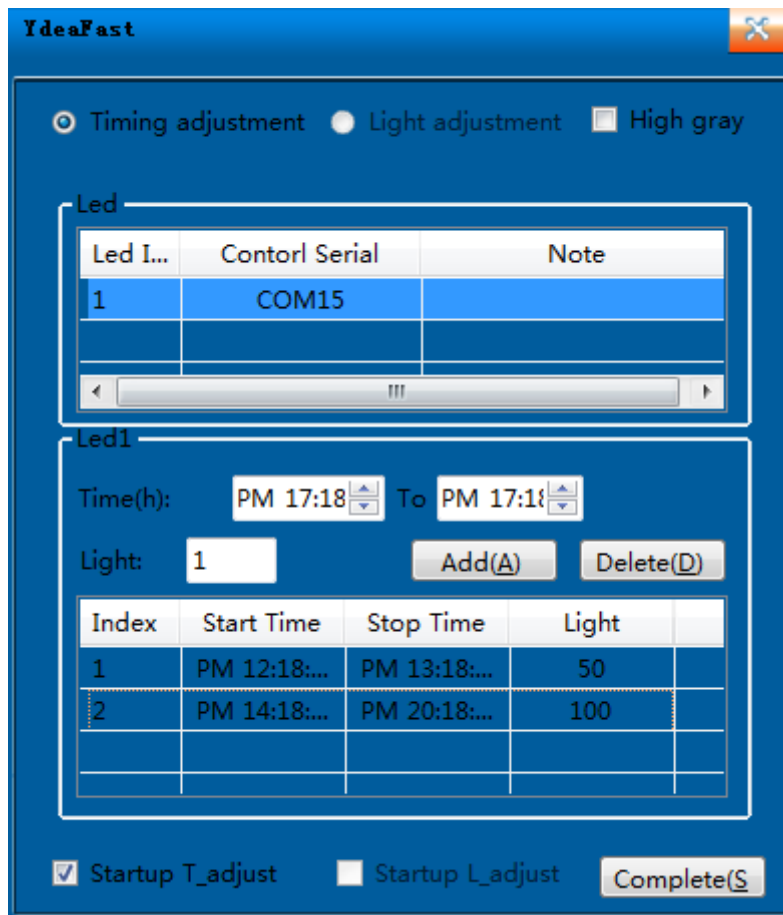 YdeaFast
Timing adjustment Light adjustment High gray
Led
Led I... Contorl Serial Note
1 COM15
Led1
Time(h): PM 17:18 To PM 17:18
Light: 1 Add(A) Delete(D)
Index Start Time Stop Time Light
1 PM 12:18:... PM 13:18:... 50
2 PM 14:18:... PM 20:18:... 100
Startup T_adjust Startup L_adjust Complete(S